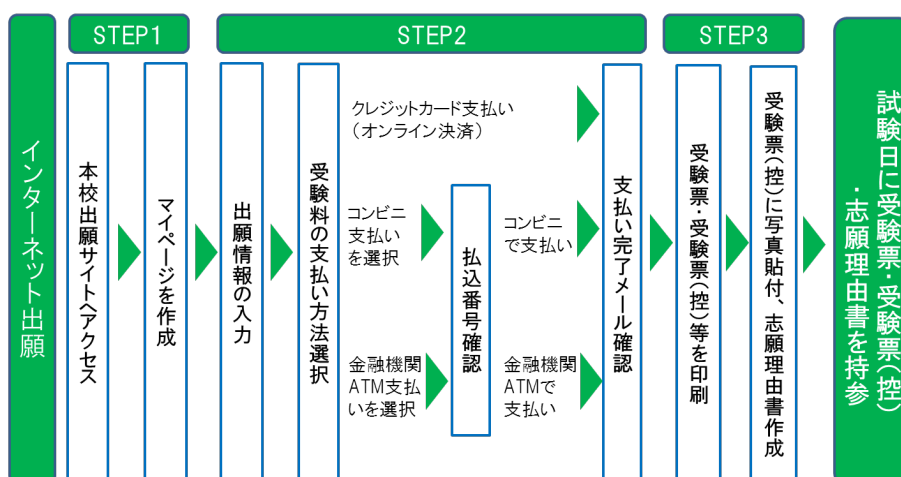 インターネット出願
STEP1
本校出願サイトへアクセス
マイページを作成
STEP2
出願情報の入力
受験料の支払い方法選択
クレジットカード支払い
（オンライン決済）
コンビニ
支払い
を選択
金融機関
ATM支払
いを選択
払込番号確認
コンビニ
で支払い
金融機関
ATMで
支払い
支払い完了メール確認
STEP3
受験票・受験票(控)等を印刷
受験票(控)に写真貼付、志願理由書作成
試験日に受験票・受験票(控)
・志願理由書を持参